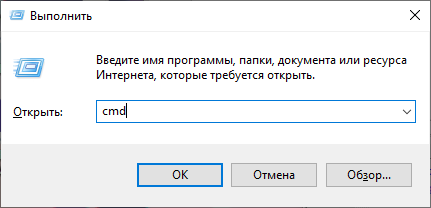 Выполнить
Введите имя программы, папки, документа или ресурса
Интернета, которые требуется открыть.
Открыть:
cmd
OK
Отмена
Обзор...